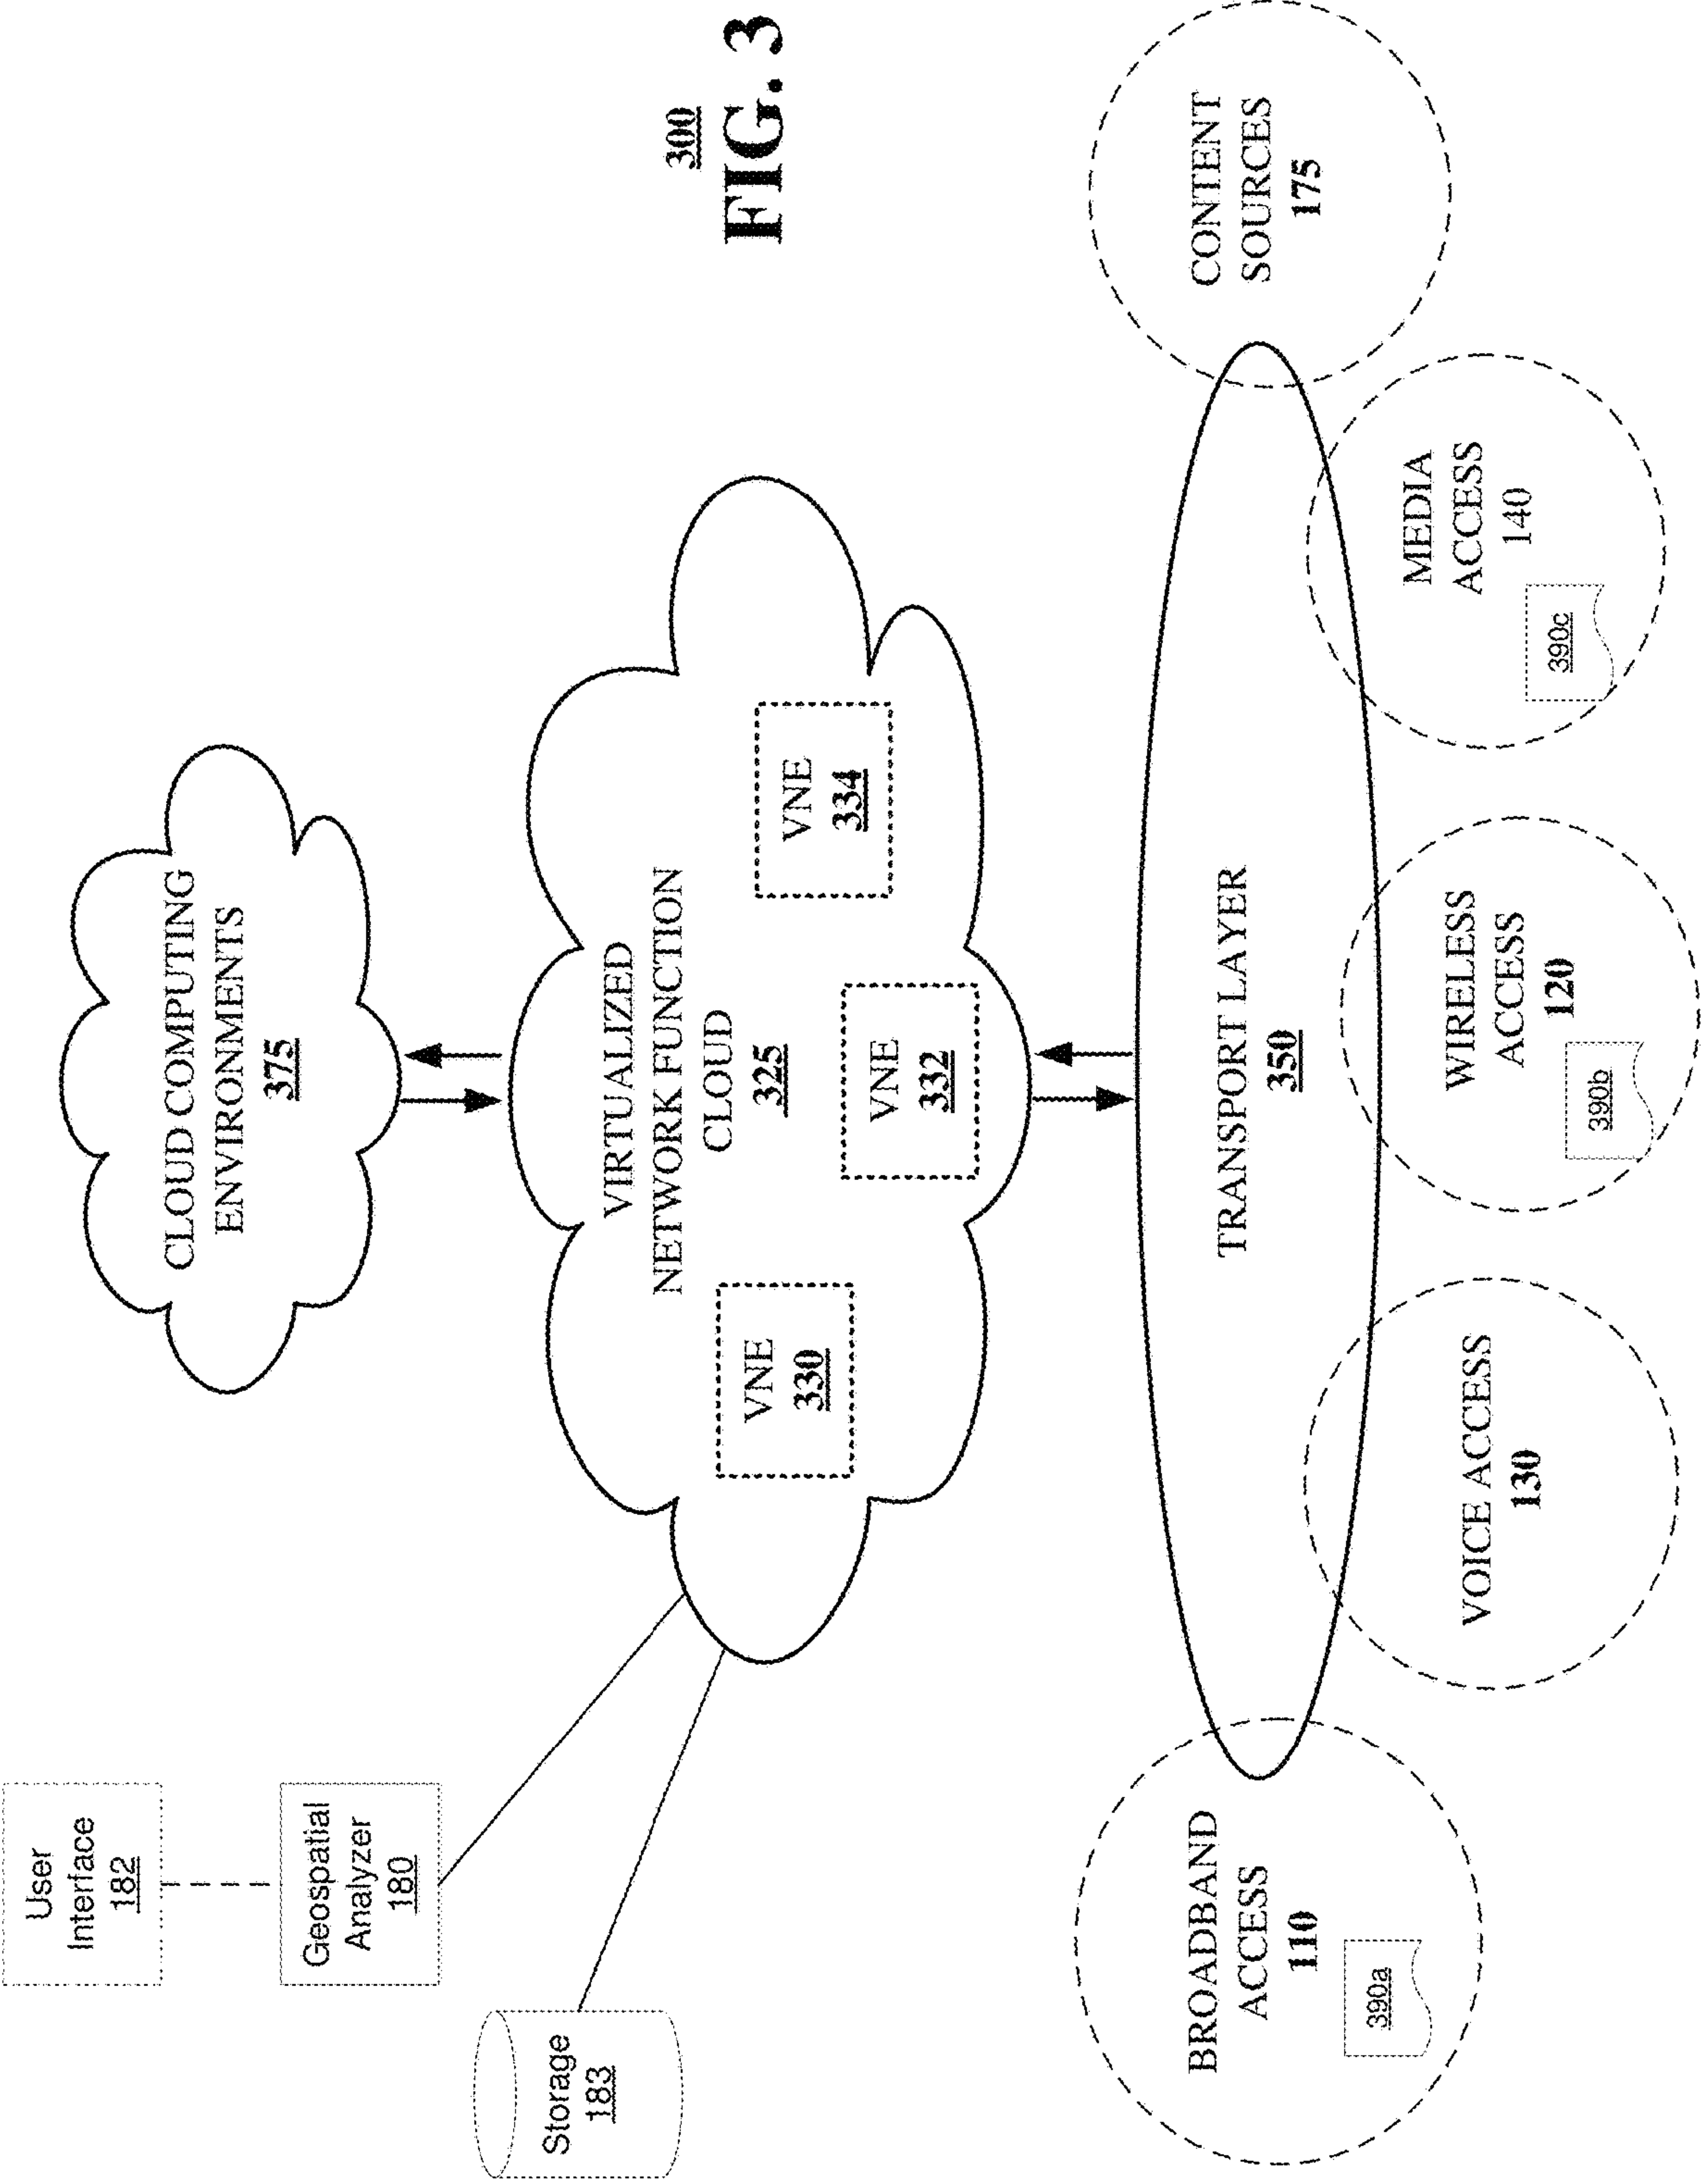 300
FIG. 3
CLOUD COMPUTING
ENVIRONMENTS
375
User
Interface
182
Geospatial
Analyzer
180
Storage
183
VIRTUALIZED
NETWORK FUNCTION
CLOUD
325
VNE
330
VNE
332
VNE
334
TRANSPORT LAYER
350
BROADBAND
ACCESS
110
390a
VOICE ACCESS
130
WIRELESS
ACCESS
120
390b
MEDIA
ACCESS
140
390c
CONTENT
SOURCES
175